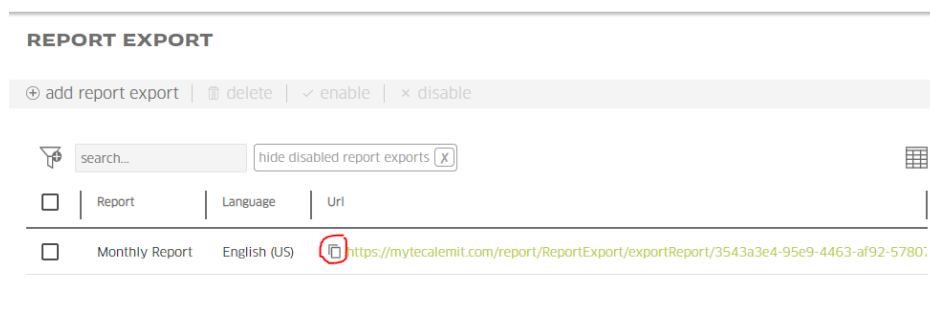 REPORT EXPORT
add report export delete enable disable
search... hide disabled report exports X
Report Language Url
Monthly Report English (US) https://mytecalemit.com/report/ReportExport/exportReport/3543a3e4-95e9-4463-af92-57807